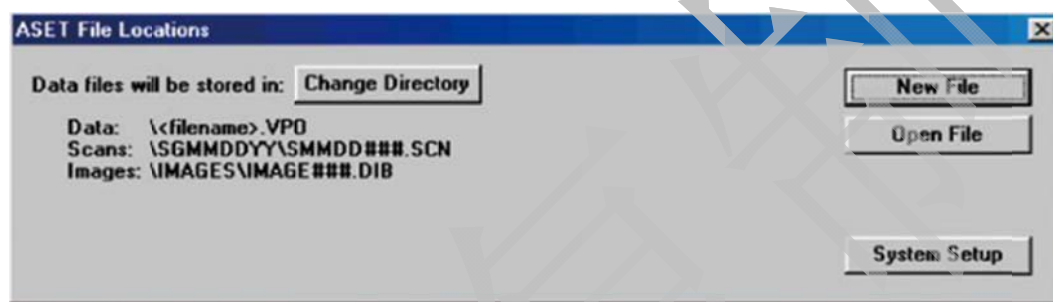 ASET File Locations
Data files will be stored in: Change Directory
New File
Data: \<filename>.VPO
Open File
Scans: \SGMMDDYY\SMMDD###.SCN
Images: \IMAGES\IMAGE###.DIB
System Setup